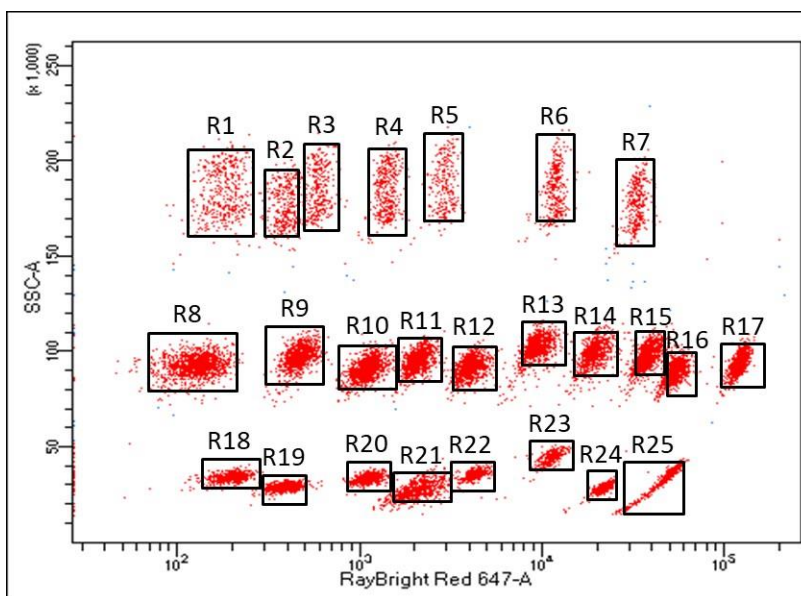 (x 1,000)
SSC-A
250
200
150
100
50
R1 R2 R3 R4 R5 R6 R7
R8 R9 R10 R11 R12 R13 R14 R15 R16 R17
R18 R19 R20 R21 R22 R23 R24 R25
10² 10³ 10⁴ 10⁵
RayBright Red 647-A